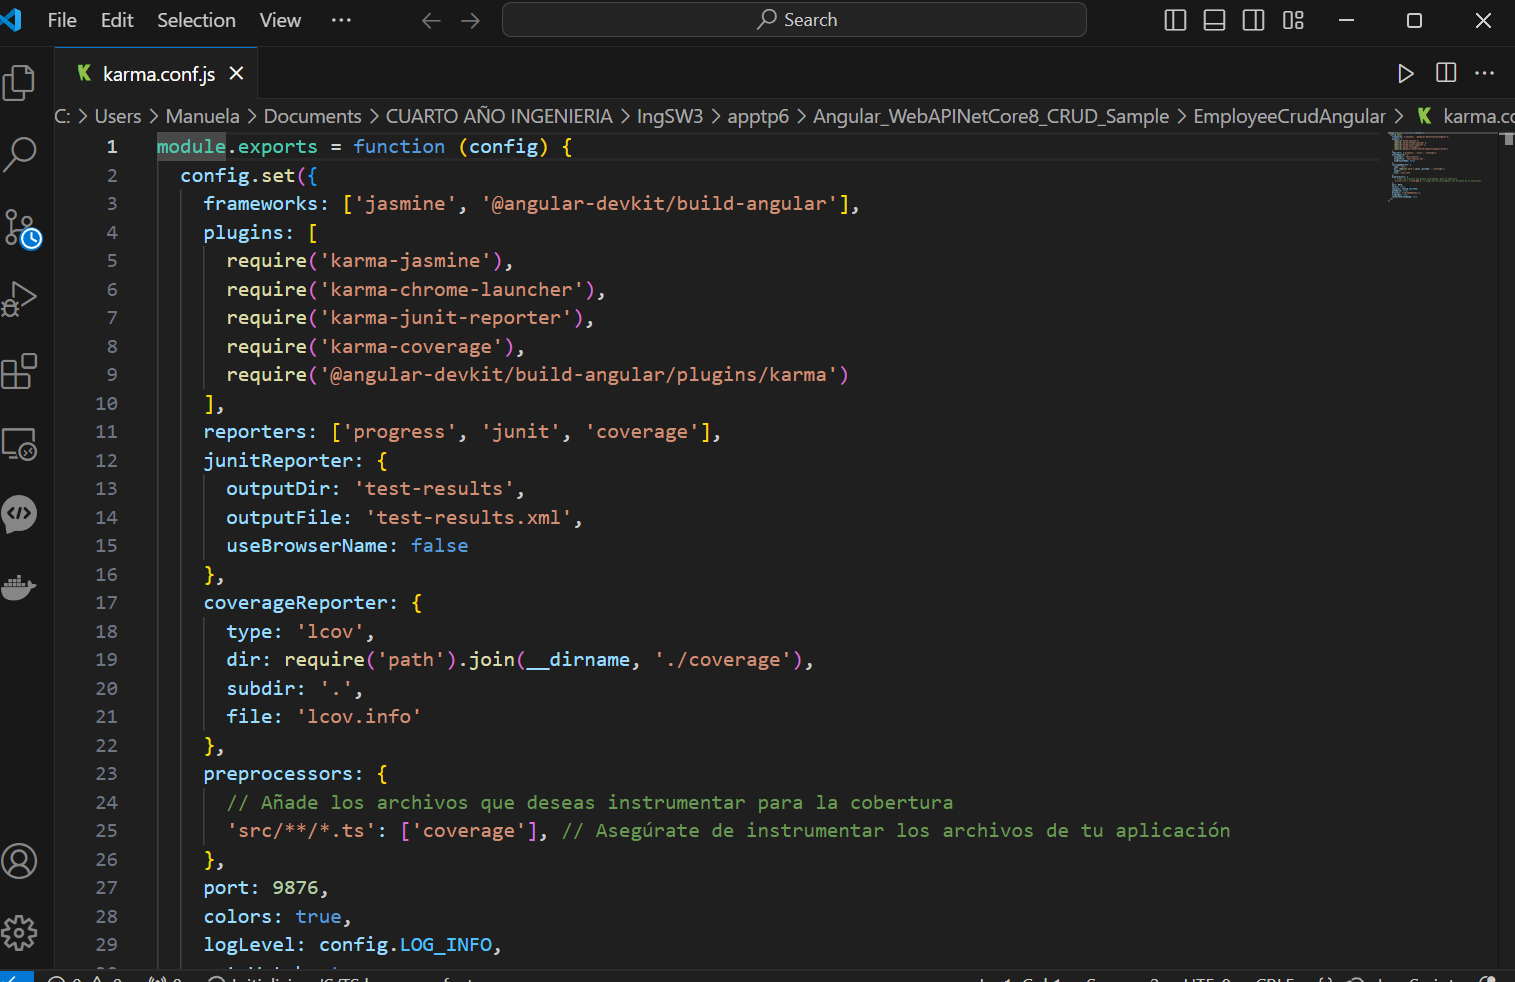 File Edit Selection View ··· Search
karma.conf.js
C: > Users > Manuela > Documents > CUARTO AÑO INGENIERIA > IngSW3 > apptp6 > Angular_WebAPINetCore8_CRUD_Sample > EmployeeCrudAngular >
1 module.exports = function (config) {
2 config.set({
3 frameworks: ['jasmine', '@angular-devkit/build-angular'],
4 plugins: [
5 require('karma-jasmine'),
6 require('karma-chrome-launcher'),
7 require('karma-junit-reporter'),
8 require('karma-coverage'),
9 require('@angular-devkit/build-angular/plugins/karma')
10 ],
11 reporters: ['progress', 'junit', 'coverage'],
12 junitReporter: {
13 outputDir: 'test-results',
14 outputFile: 'test-results.xml',
15 useBrowserName: false
16 },
17 coverageReporter: {
18 type: 'lcov',
19 dir: require('path').join(__dirname, './coverage'),
20 subdir: '.',
21 file: 'lcov.info'
22 },
23 preprocessors: {
24 // Añade los archivos que deseas instrumentar para la cobertura
25 'src/**/*.ts': ['coverage'], // Asegúrate de instrumentar los archivos de tu aplicación
26 },
27 port: 9876,
28 colors: true,
29 logLevel: config.LOG_INFO,